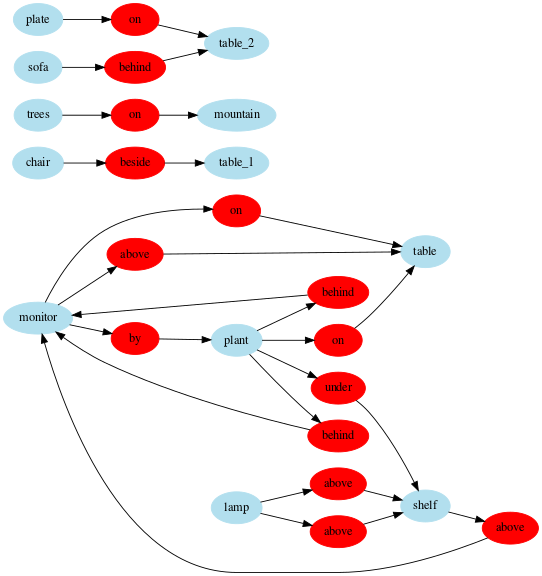 plate
on
table_2
sofa
behind
trees
on
mountain
chair
beside
table_1
on
above
table
behind
monitor
by
plant
on
under
behind
above
lamp
shelf
above
above